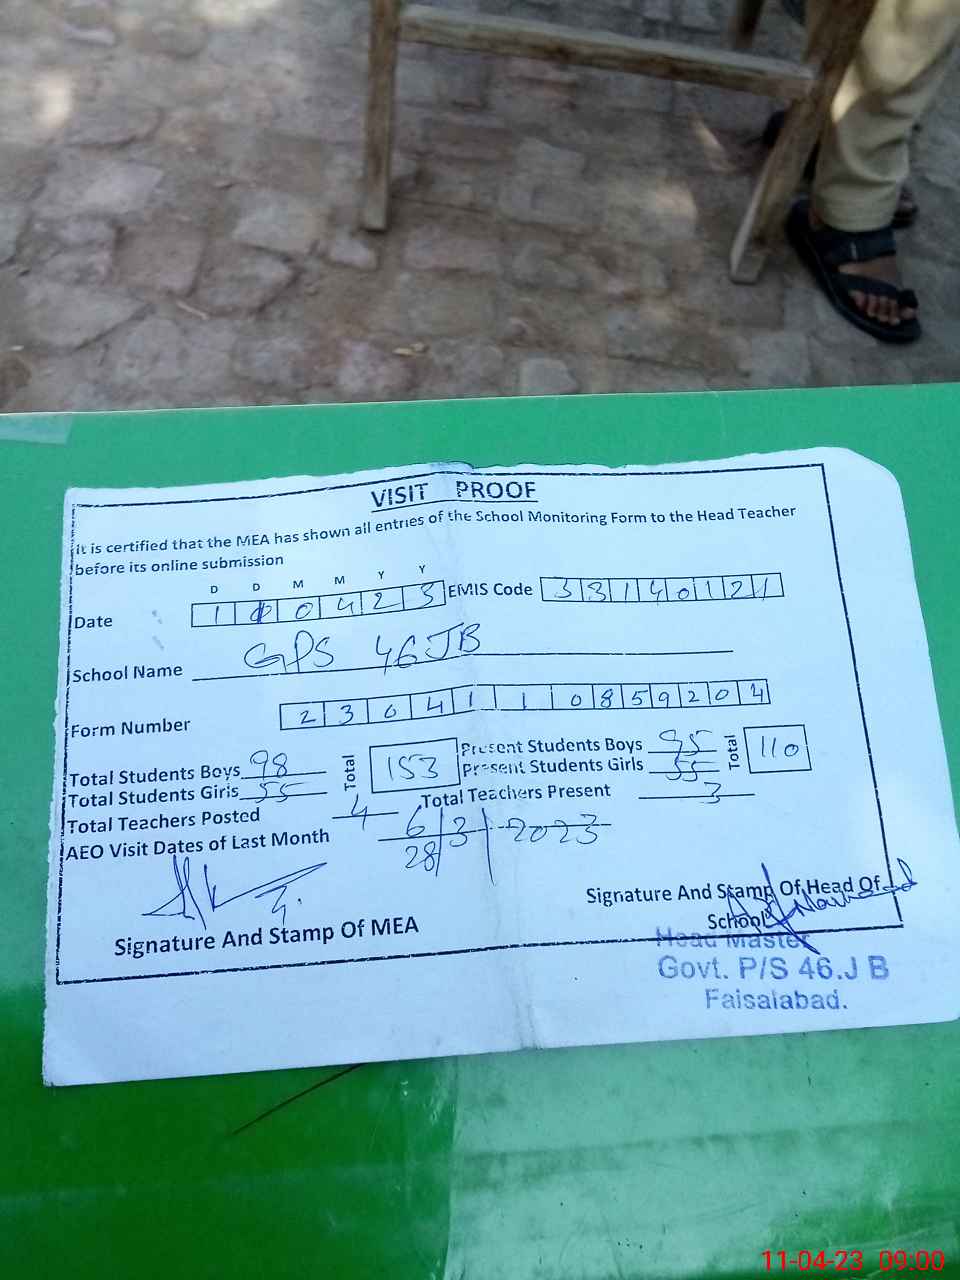 VISIT PROOF
It is certified that the MEA has shown all entries of the School Monitoring Form to the Head Teacher
before its online submission
D D M M Y Y
Date 1 1 0 4 2 3 EMIS Code 3 3 1 4 0 1 2 1
School Name GPS 46JB
Form Number 2 3 0 4 1 1 0 8 5 9 2 0 4
Total Students Boys 98 Total 153 Present Students Boys 95 Total 110
Total Students Girls 55 Present Students Girls 55
Total Teachers Posted 4 Total Teachers Present 3
AEO Visit Dates of Last Month 6/3/2023
28
Signature And Stamp Of MEA
Signature And Stamp Of Head Of
School
Head Master
Govt. P/S 46.J B
Faisalabad.
11-04-23 09:00